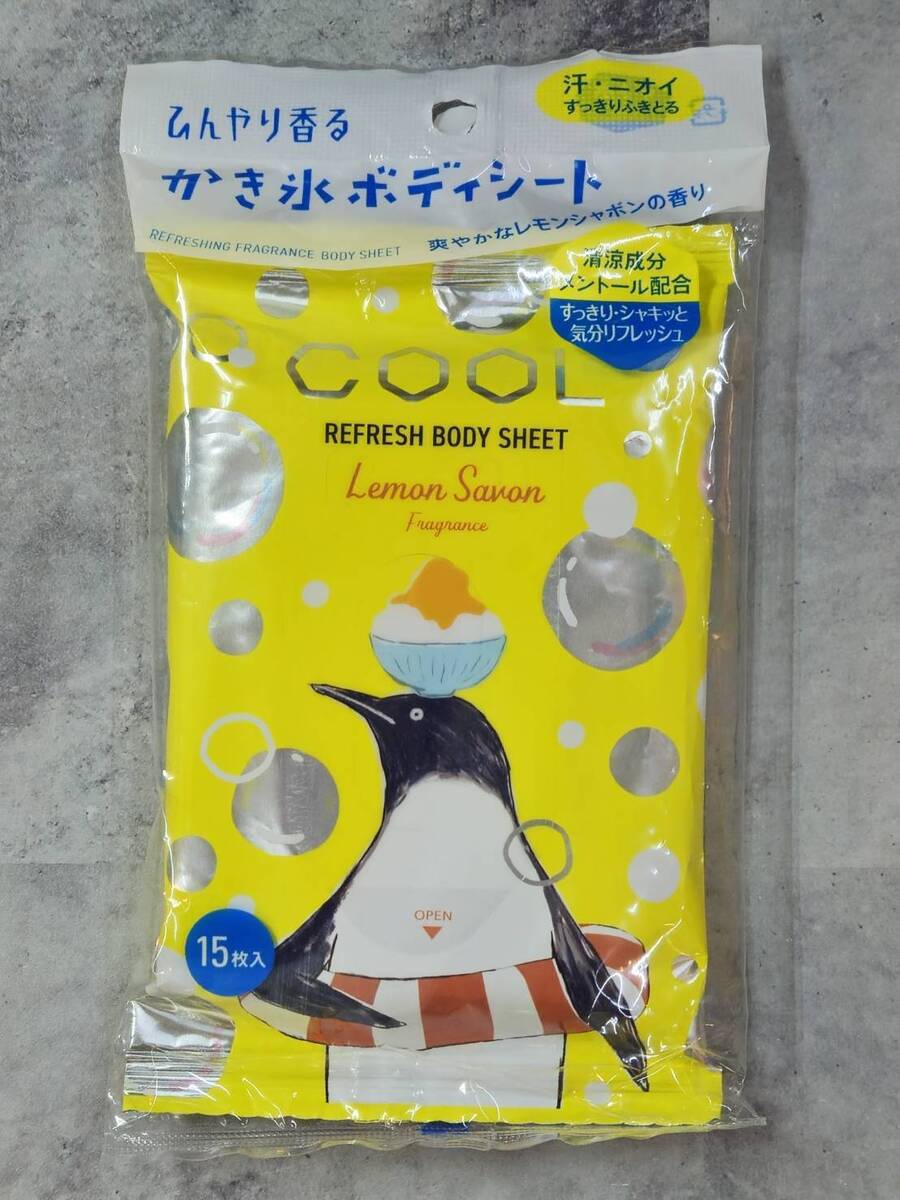 汗・ニオイ
すっきりふきとる
ひんやり香る
かき氷ボディシート
REFRESHING FRAGRANCE BODY SHEET
爽やかなレモンシャボンの香り
清涼成分
メントール配合
すっきり・シャキッと
気分リフレッシュ
COOL
REFRESH BODY SHEET
Lemon Savon
Fragrance
OPEN
15枚入